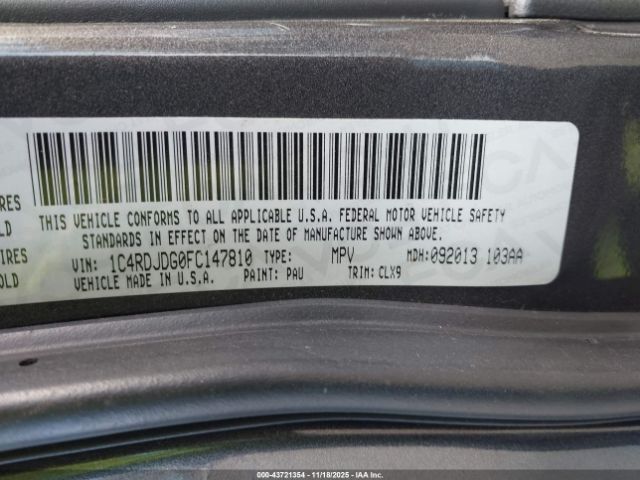 THIS VEHICLE CONFORMS TO ALL APPLICABLE U.S.A. FEDERAL MOTOR VEHICLE SAFETY
RES
STANDARDS IN EFFECT ON THE DATE OF MANUFACTURE SHOWN ABOVE.
OLD
VIN: 1C4RDJDG0FC147810 TYPE: MPV MDH:092013 103AA
IRES
VEHICLE MADE IN U.S.A. PAINT: PAU TRIM: CLX9
OLD
000-43721354 | 11/18/2025 - IAA Inc.